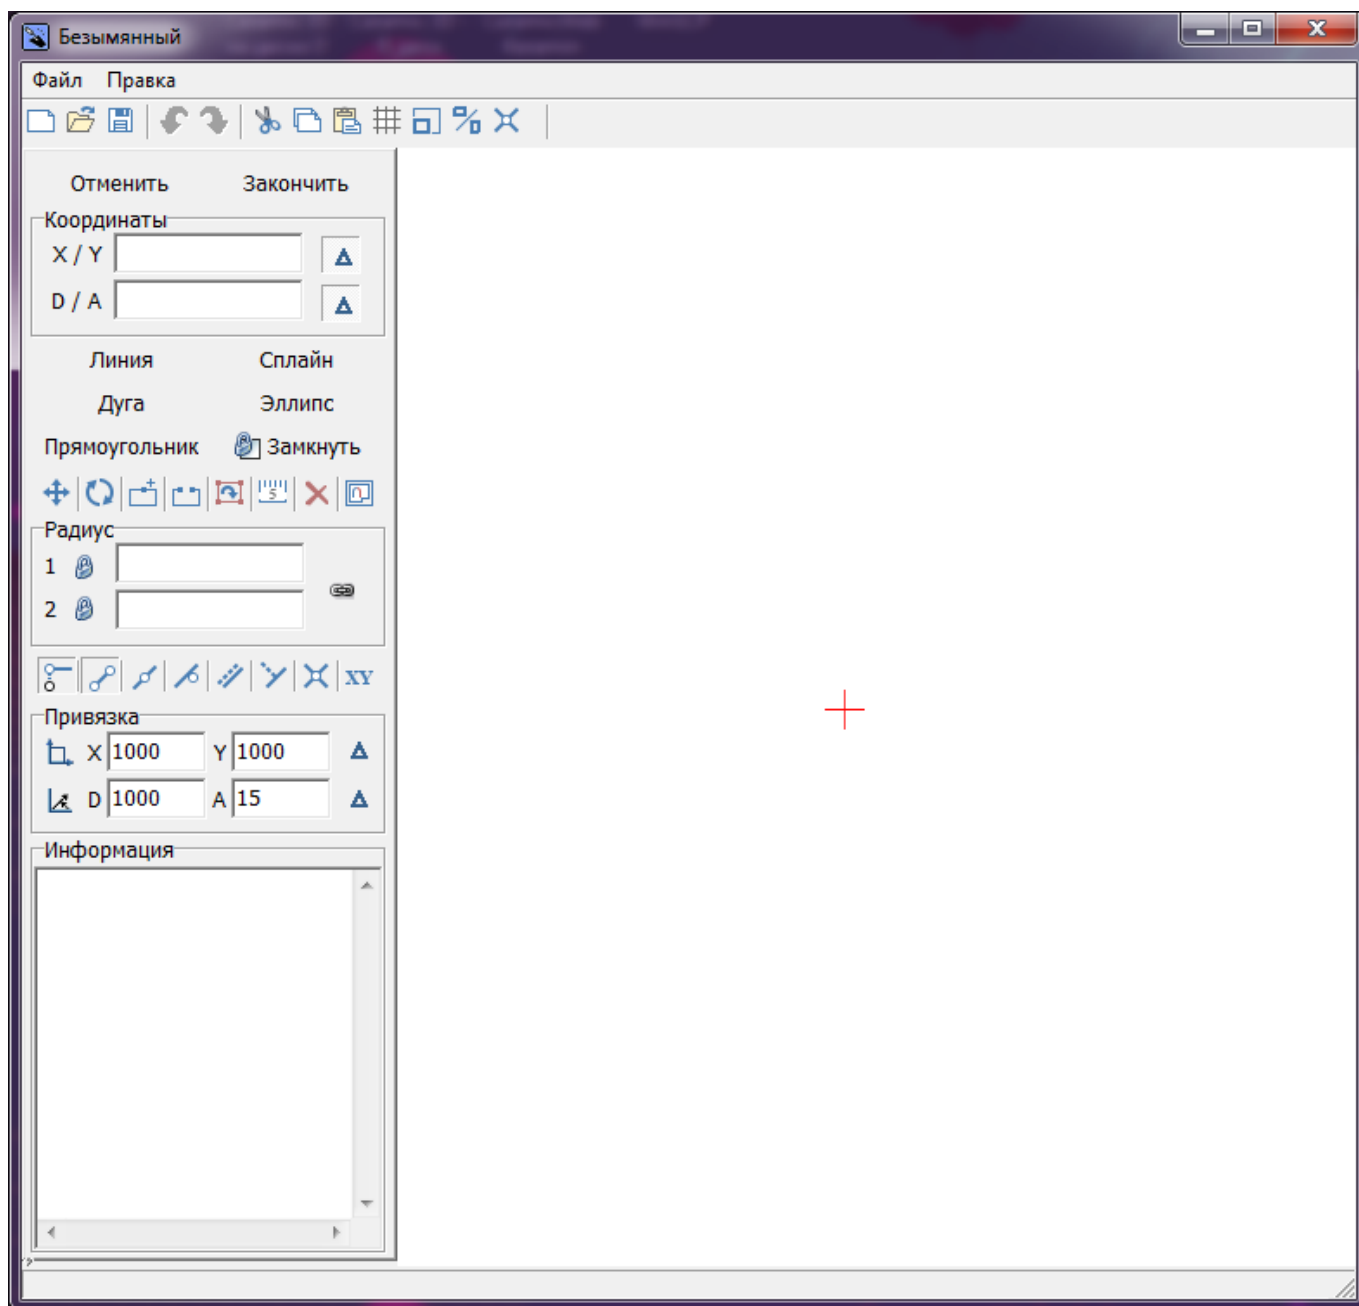 Безымянный
Файл Правка
Отменить Закончить
Координаты
X / Y
D / A
Линия Сплайн
Дуга Эллипс
Прямоугольник Замкнуть
5
Радиус
1
2
XY
Привязка
X 1000 Y 1000
D 1000 A 15
Информация